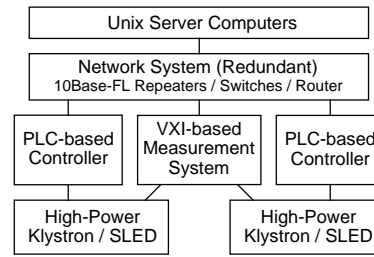 Unix Server Computers
Network System (Redundant)
10Base-FL Repeaters / Switches / Router
PLC-based
Controller
VXI-based
Measurement
System
PLC-based
Controller
High-Power
Klystron / SLED
High-Power
Klystron / SLED